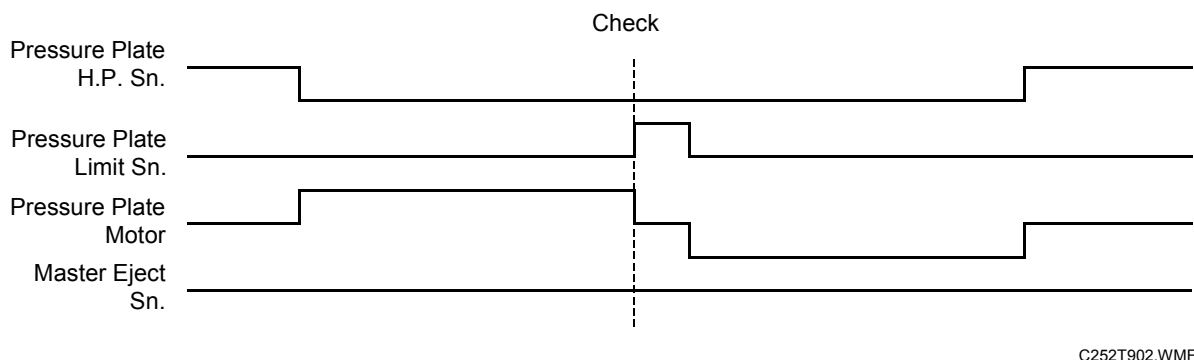 Check
Pressure Plate
H.P. Sn.
Pressure Plate
Limit Sn.
Pressure Plate
Motor
Master Eject
Sn.
C252T902.WMF